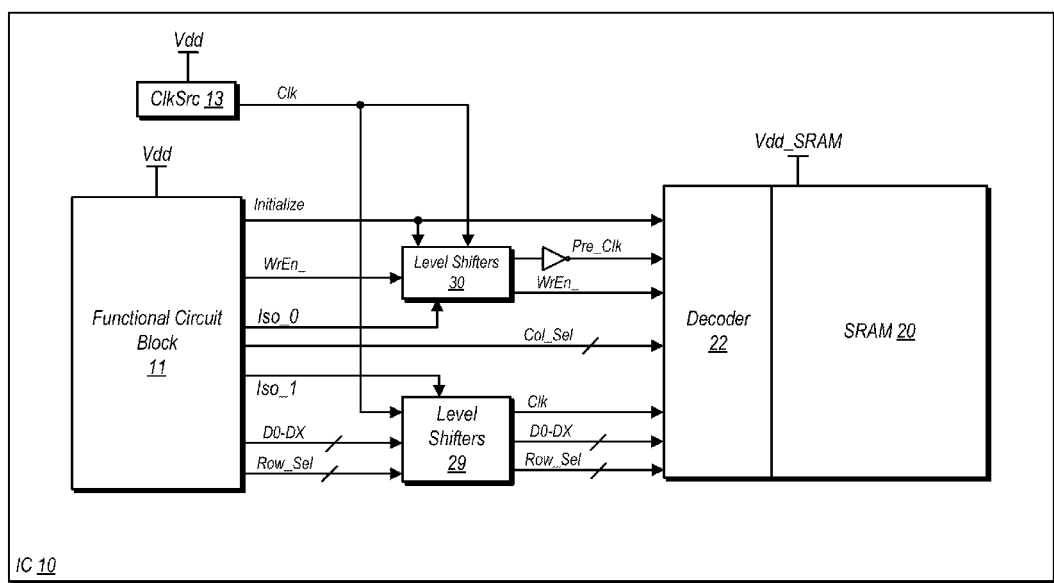 Vdd
ClkSrc 13
Clk
Vdd
Vdd_SRAM
Initialize
Level Shifters
30
Pre_Clk
WrEn_
WrEn_
Iso_0
Functional Circuit
Block
11
Col_Sel
Decoder
22
SRAM 20
Iso_1
Level
Shifters
29
Clk
D0-DX
D0-DX
Row_Sel
Row_Sel
IC 10